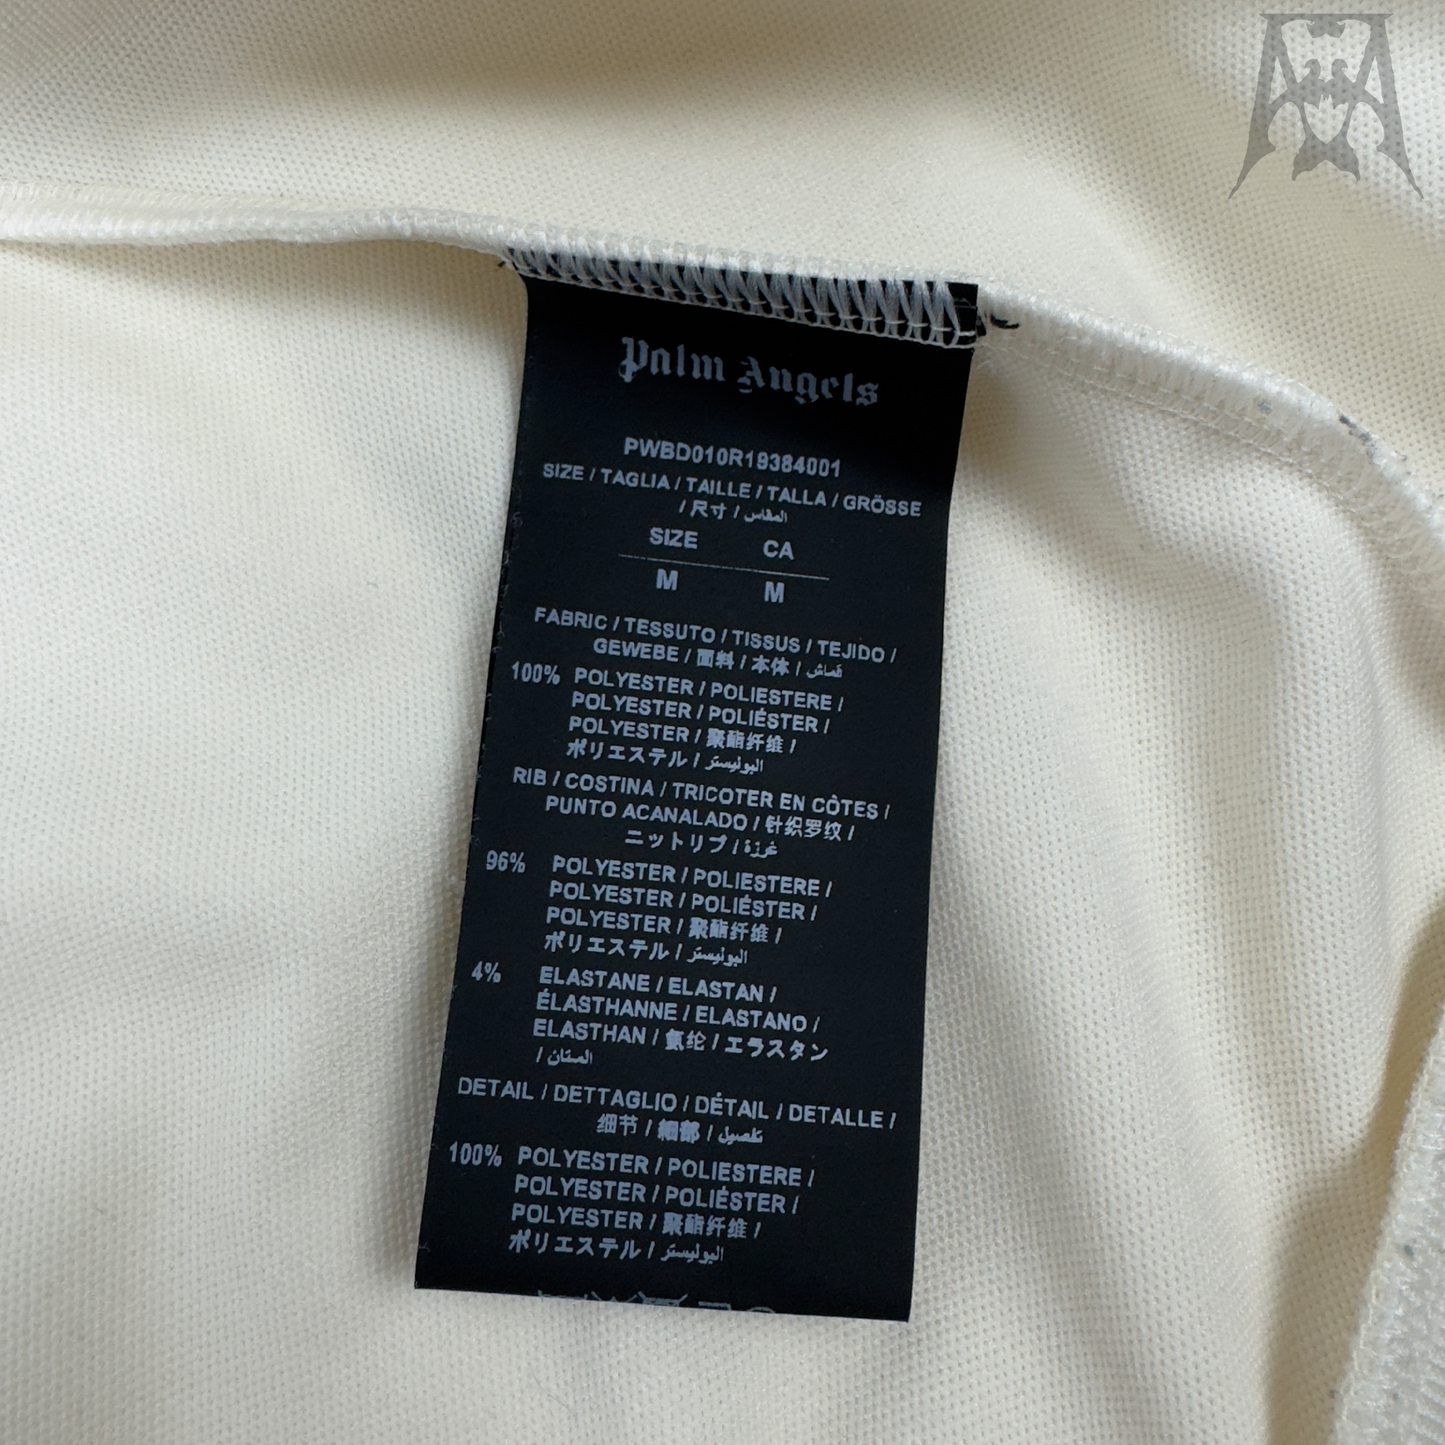 Palm Angels
PWBD010R19384001
SIZE / TAGLIA / TAILLE / TALLA / GRÖSSE
/ 尺寸 / المقاس
SIZE CA
M M
FABRIC / TESSUTO / TISSUS / TEJIDO /
GEWEBE / 面料 / 本体 / قماش
100% POLYESTER / POLIESTERE /
POLYESTER / POLIÉSTER /
POLYESTER / 聚酯纤维 /
ポリエステル / البوليستر
RIB / COSTINA / TRICOTER EN CÒTES /
PUNTO ACANALADO / 针织罗纹 /
ニットリブ / غرزة
96% POLYESTER / POLIESTERE /
POLYESTER / POLIÉSTER /
POLYESTER / 聚酯纤维 /
ポリエステル / البوليستر
4% ELASTANE / ELASTAN /
ÉLASTHANNE / ELASTANO /
ELASTHAN / 氨纶 / エラスタン
/ الستان
DETAIL / DETTAGLIO / DÉTAIL / DETALLE /
细节 / 細部 / تفصيل
100% POLYESTER / POLIESTERE /
POLYESTER / POLIÉSTER /
POLYESTER / 聚酯纤维 /
ポリエステル / البوليستر